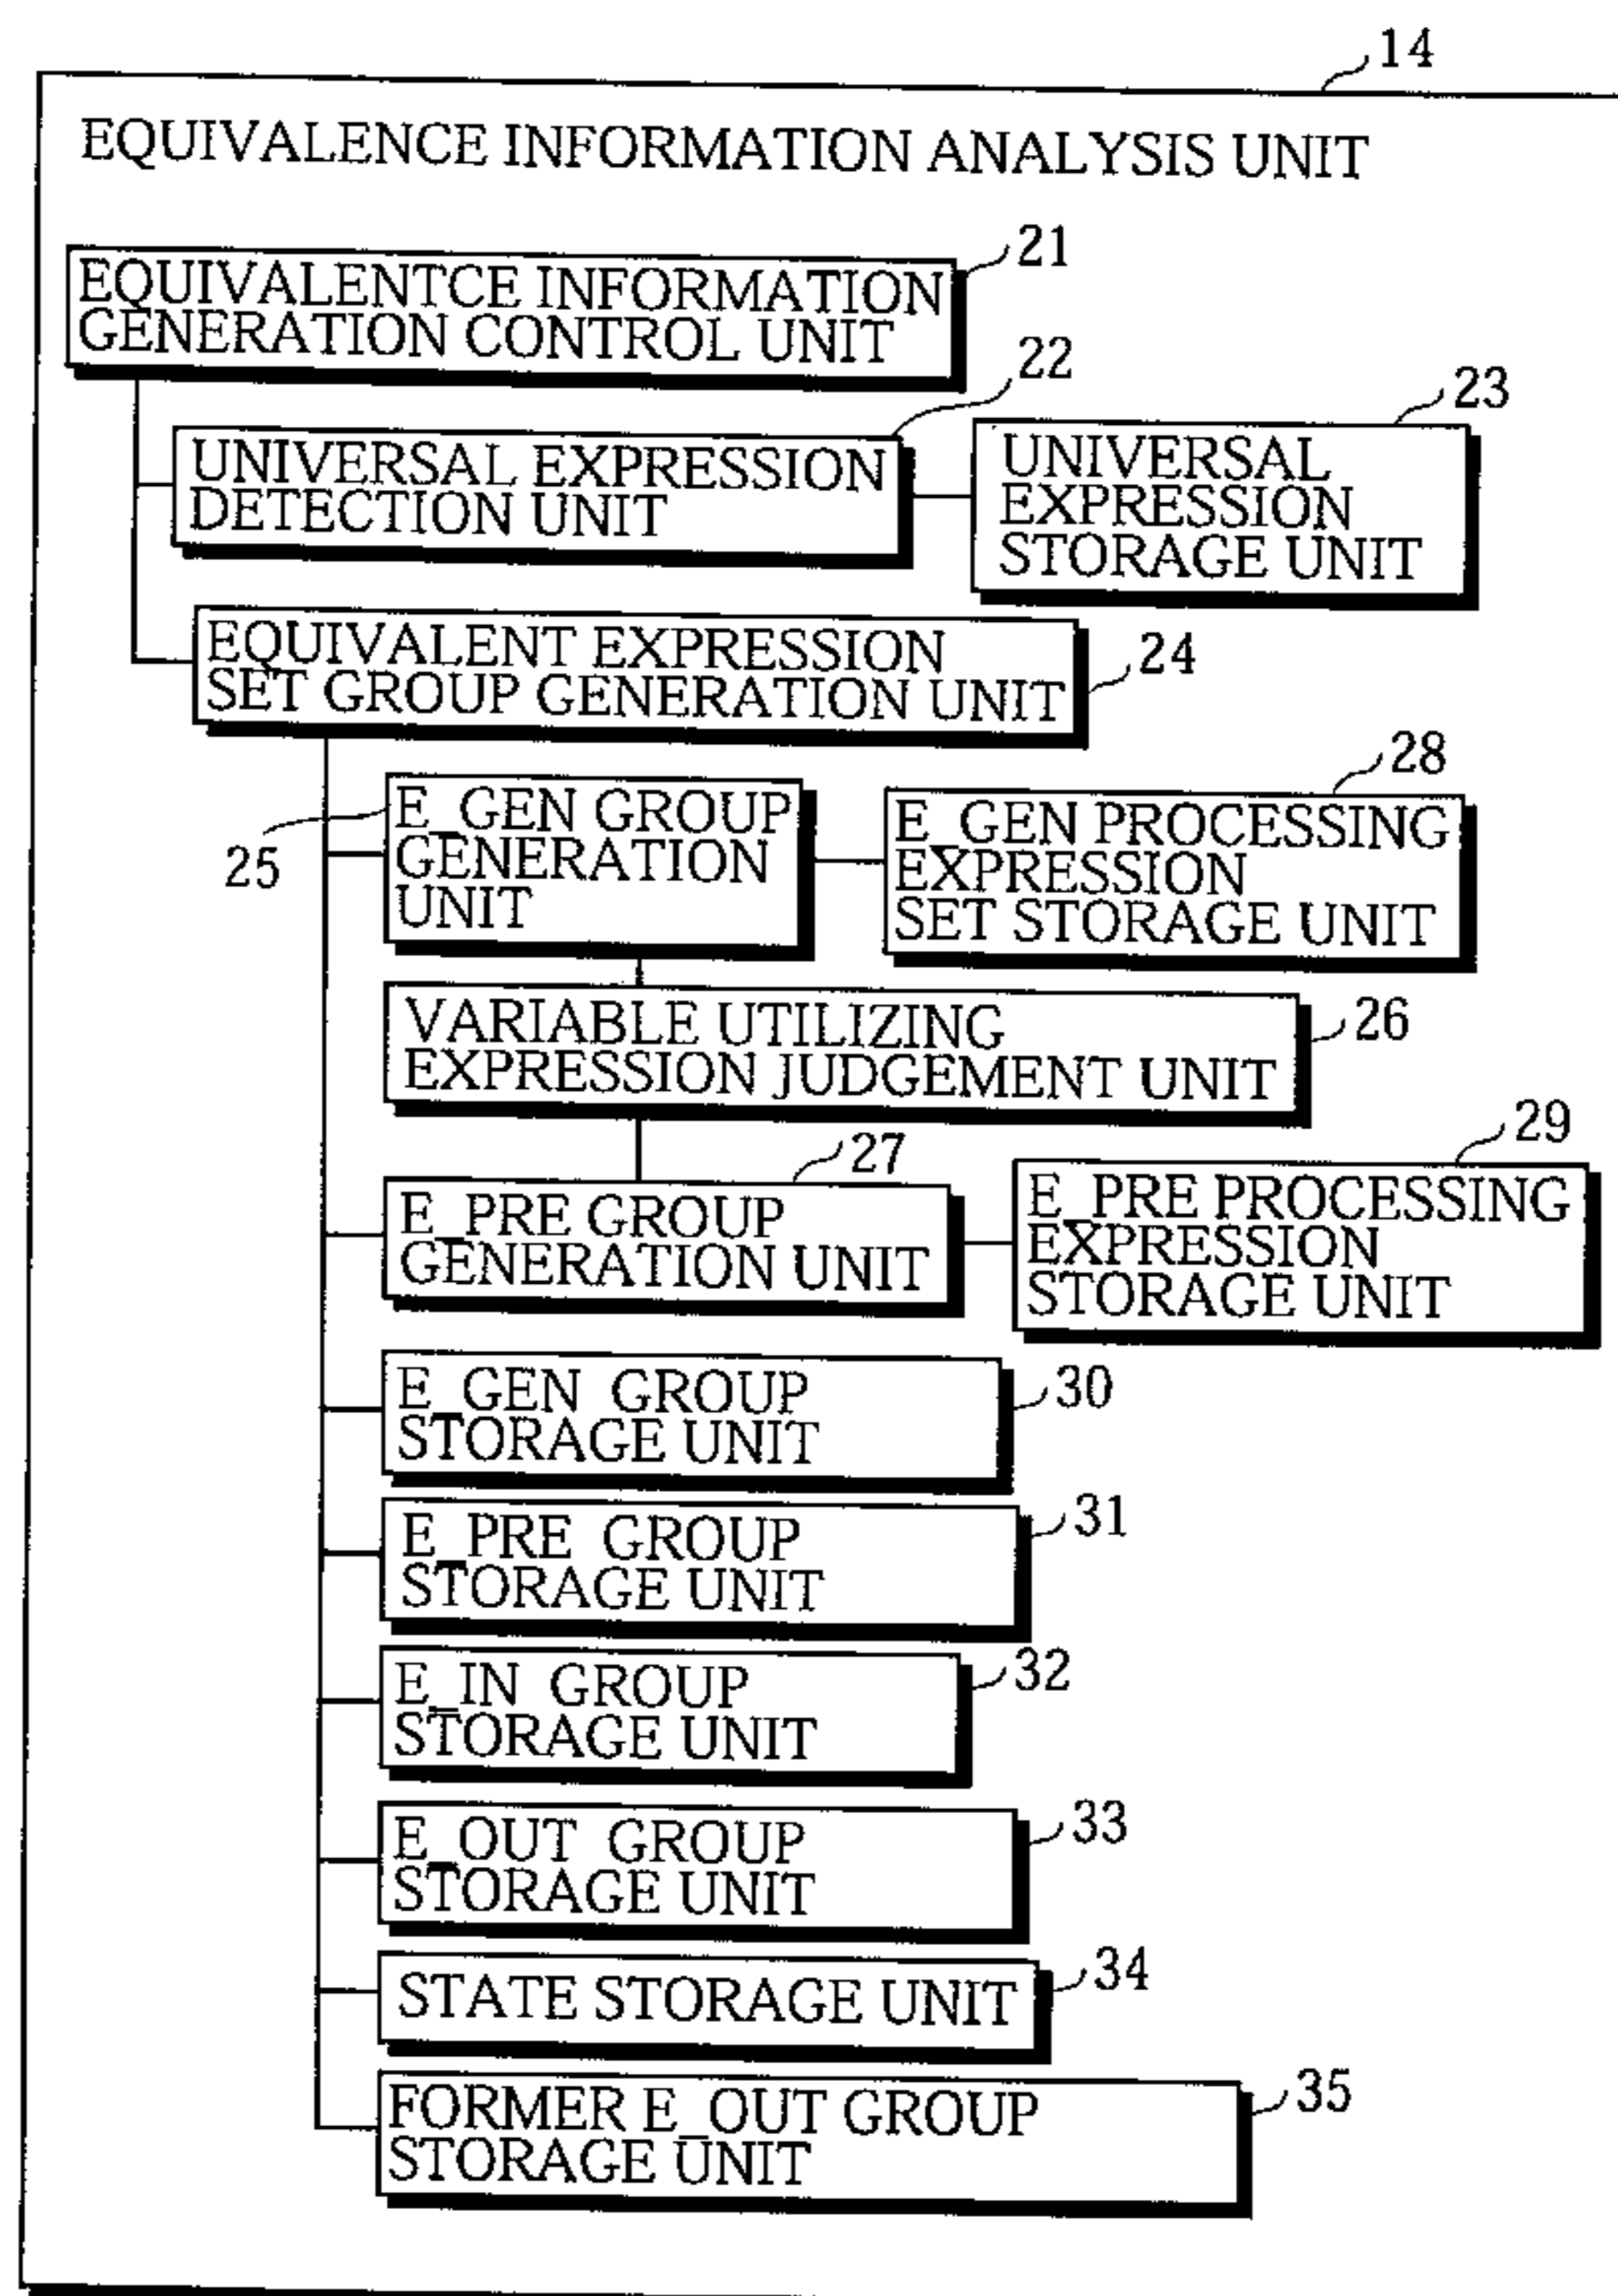 14
EQUIVALENCE INFORMATION ANALYSIS UNIT
21
EQUIVALENTCE INFORMATION
GENERATION CONTROL UNIT
22
23
UNIVERSAL EXPRESSION
DETECTION UNIT
UNIVERSAL
EXPRESSION
STORAGE UNIT
EQUIVALENT EXPRESSION
SET GROUP GENERATION UNIT
24
28
25
E_GEN GROUP
GENERATION
UNIT
E_GEN PROCESSING
EXPRESSION
SET STORAGE UNIT
VARIABLE UTILIZING
EXPRESSION JUDGEMENT UNIT
26
27
29
E_PRE GROUP
GENERATION UNIT
E_PRE PROCESSING
EXPRESSION
STORAGE UNIT
E_GEN GROUP
STORAGE UNIT
30
E_PRE GROUP
STORAGE UNIT
31
E_IN GROUP
STORAGE UNIT
32
E_OUT GROUP
STORAGE UNIT
33
STATE STORAGE UNIT
34
FORMER E_OUT GROUP
STORAGE UNIT
35